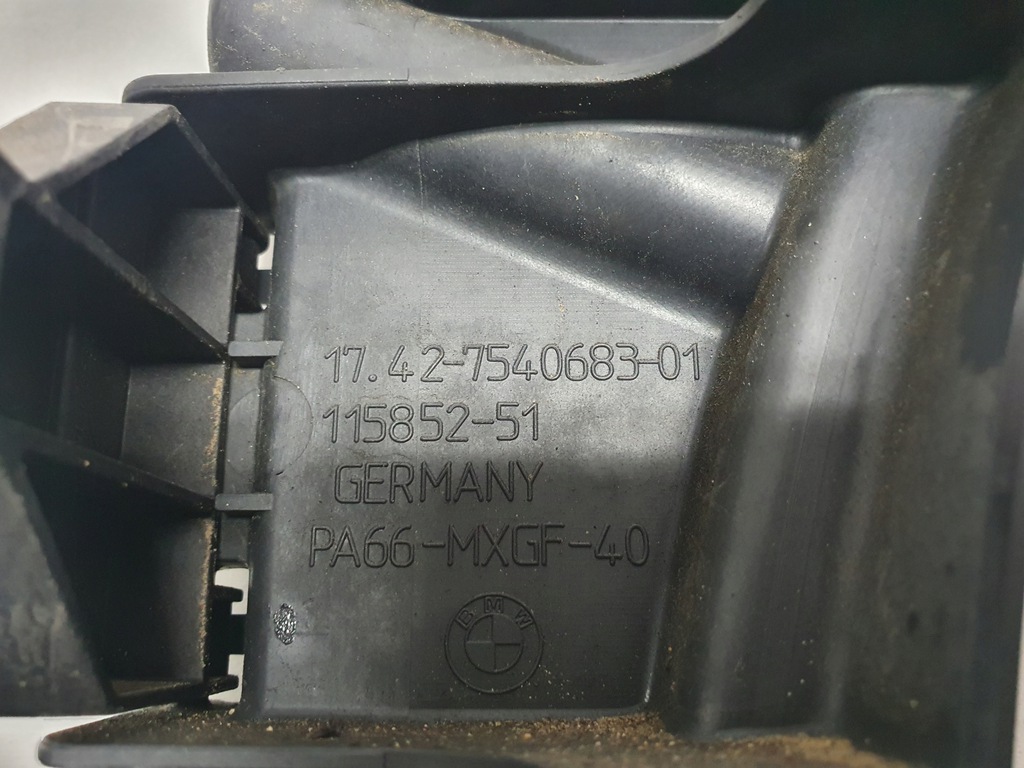 17.42-7540683-01
115852-51
GERMANY
PA66-MXGF-40
BMW